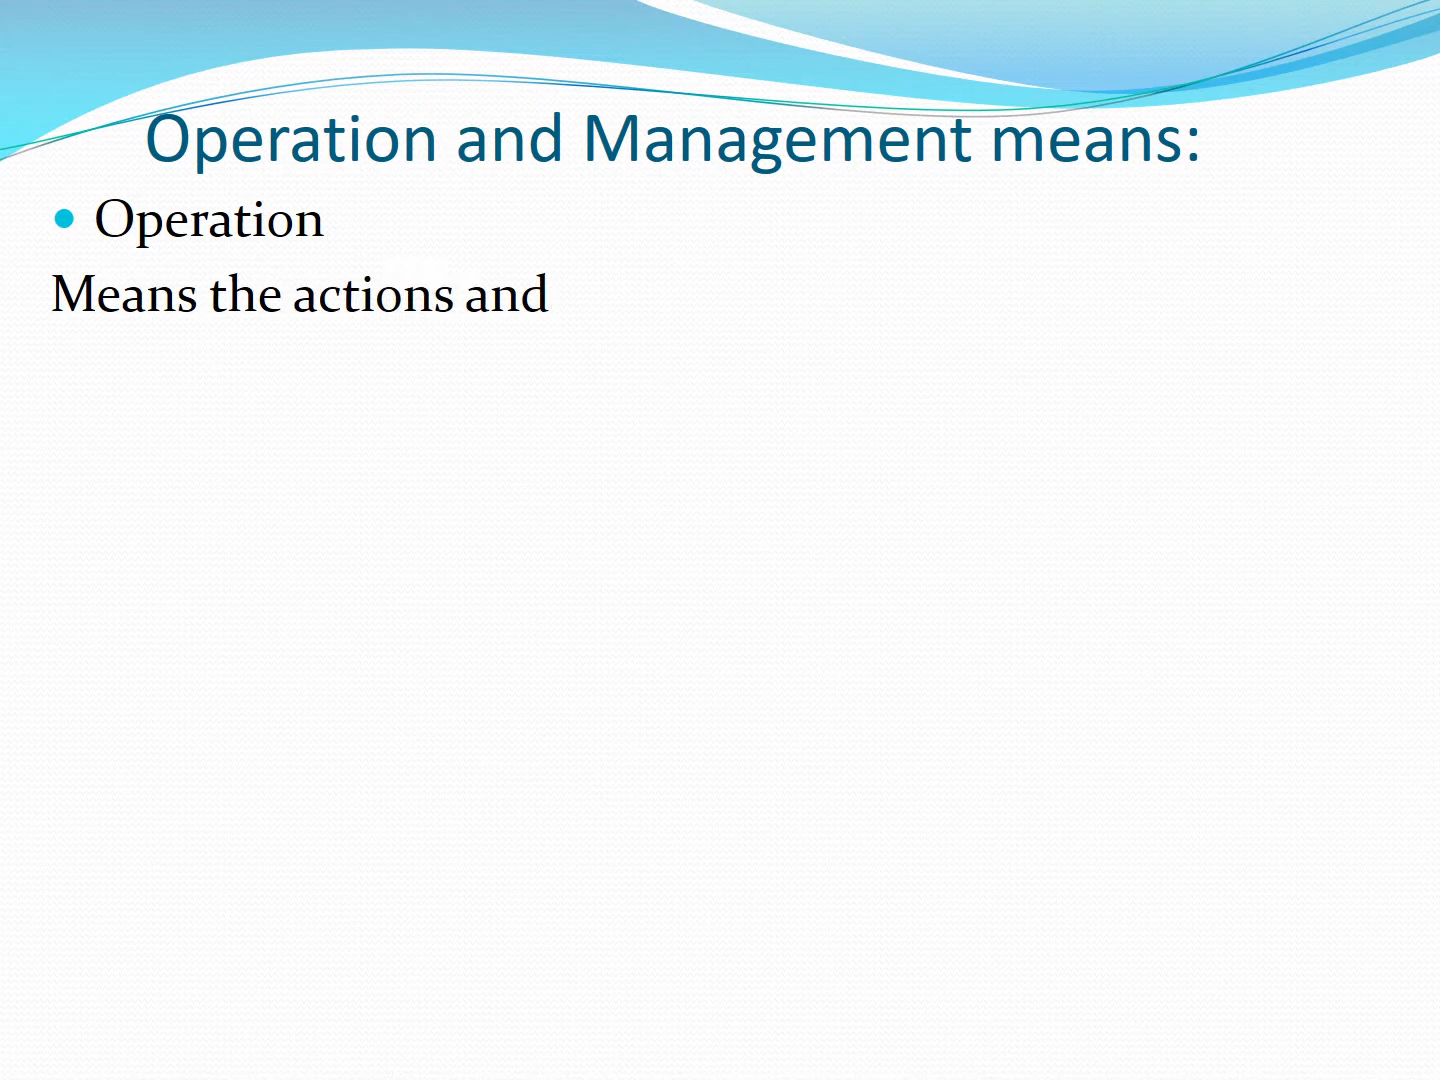 Operation and Management means:
Operation
Means the actions and